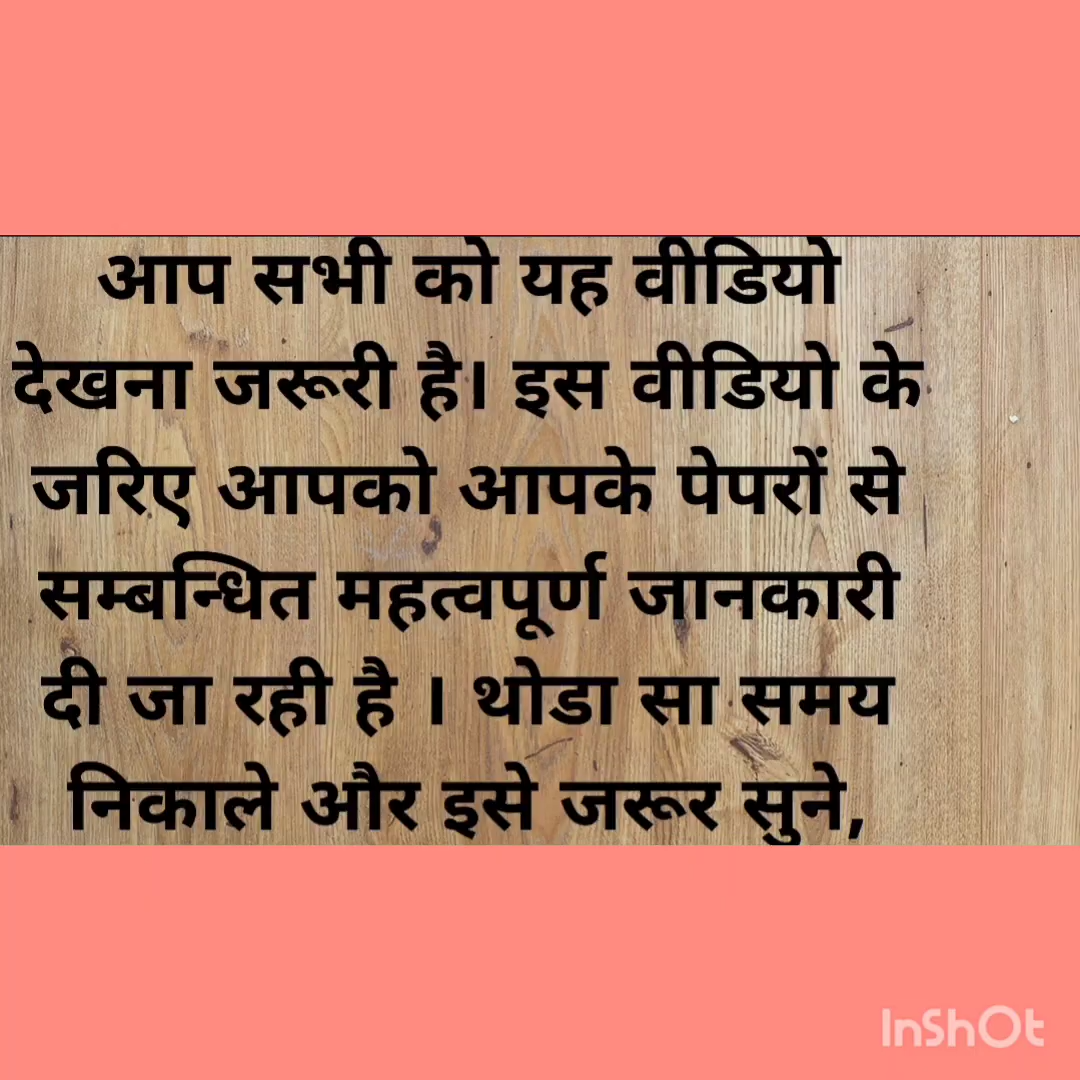 आप सभी को यह वीडियो
देखना जरूरी है। इस वीडियो के
जरिए आपको आपके पेपरों से
सम्बन्धित महत्वपूर्ण जानकारी
दी जा रही है । थोडा सा समय
निकाले और इसे जरूर सुने,
InShOt